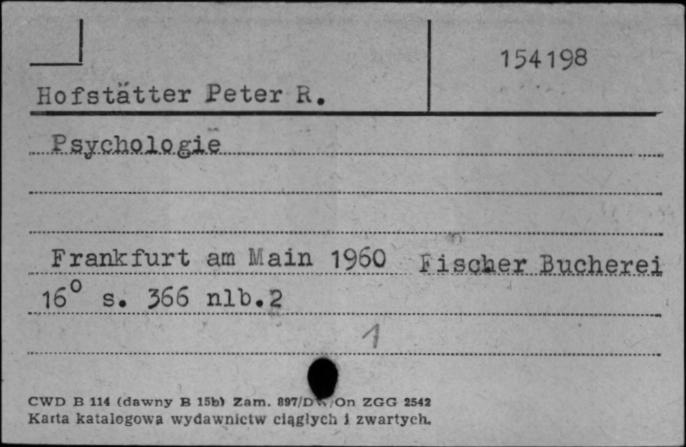 154198
Hofstätter Peter R.
Psychologie
Frankfurt am Main 1960 Fischer Bucherei
16° s. 366 nlb.2
1
CWD B 114 (dawny B 15b) Zam. 897/DW/On ZGG 2542
Karta katalogowa wydawnictw ciągłych i zwartych.